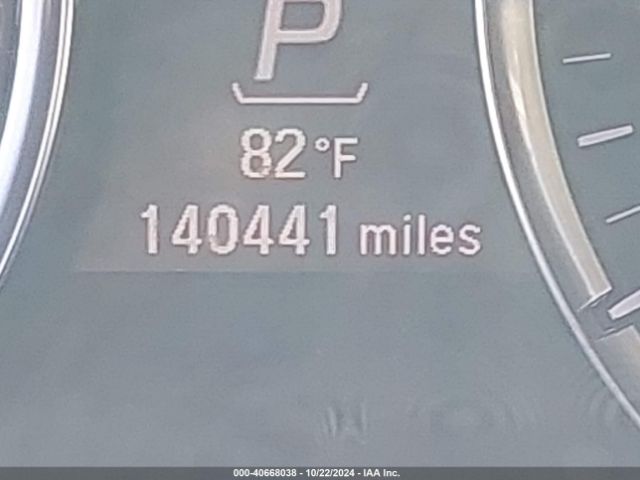 P
82°F
140441 miles
000-40668038 - 10/22/2024 - IAA Inc.